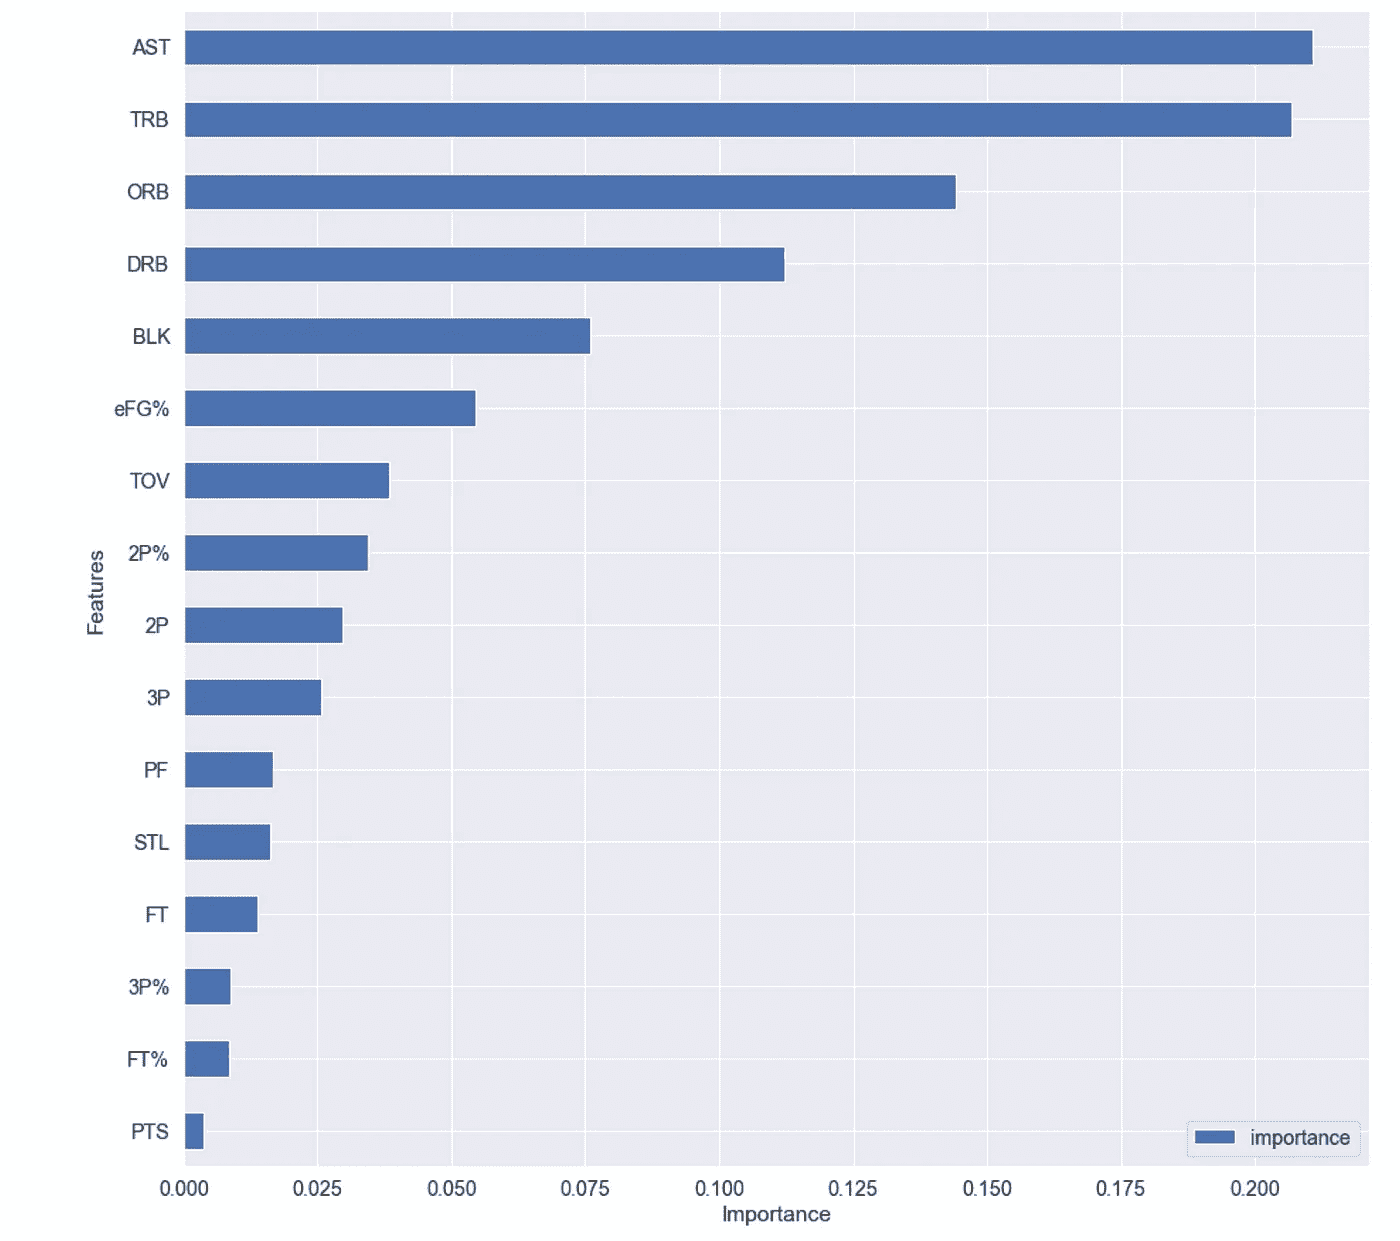 AST
TRB
ORB
DRB
BLK
eFG%
TOV
2P%
2P
3P
PF
STL
FT
3P%
FT%
PTS
Features
importance
0.000 0.025 0.050 0.075 0.100 0.125 0.150 0.175 0.200
Importance